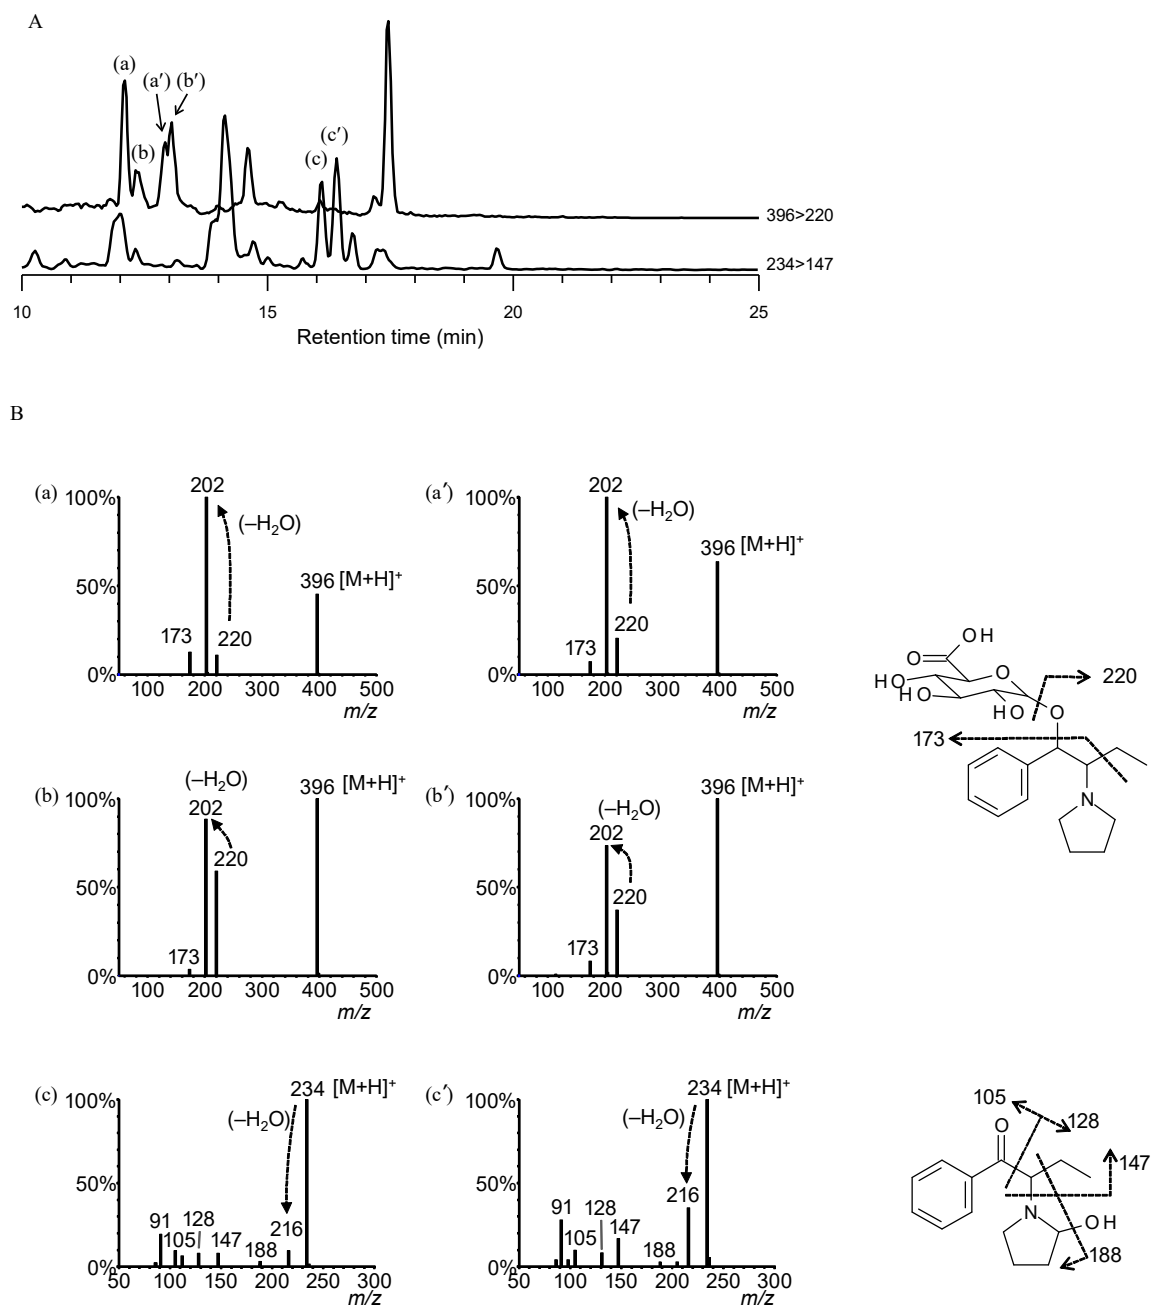 A
(a)
(a′) (b′)
(b)
(c′)
(c)
396>220
234>147
10 15 20 25
Retention time (min)
B
(a) 100% 202
(–H2O)
396 [M+H]+
50%
173 220
0%
100 200 300 400 500
m/z
(a′) 100% 202
(–H2O)
396 [M+H]+
50%
173 220
0%
100 200 300 400 500
m/z
O OH
HO O 220
HO HO O
173
N
(b) 100% (–H2O) 396 [M+H]+
202
220
50%
173
0%
100 200 300 400 500
m/z
(b′) 100% 396 [M+H]+
(–H2O)
202
50% 220
173
0%
100 200 300 400 500
m/z
(c) 100% 234 [M+H]+
(–H2O)
50%
91 128 216
105 147 188
0%
50 100 150 200 250 300
m/z
(c′) 100% 234 [M+H]+
(–H2O)
50% 216
91 128
105 147 188
0%
50 100 150 200 250 300
m/z
105
O 128
147
N OH
188